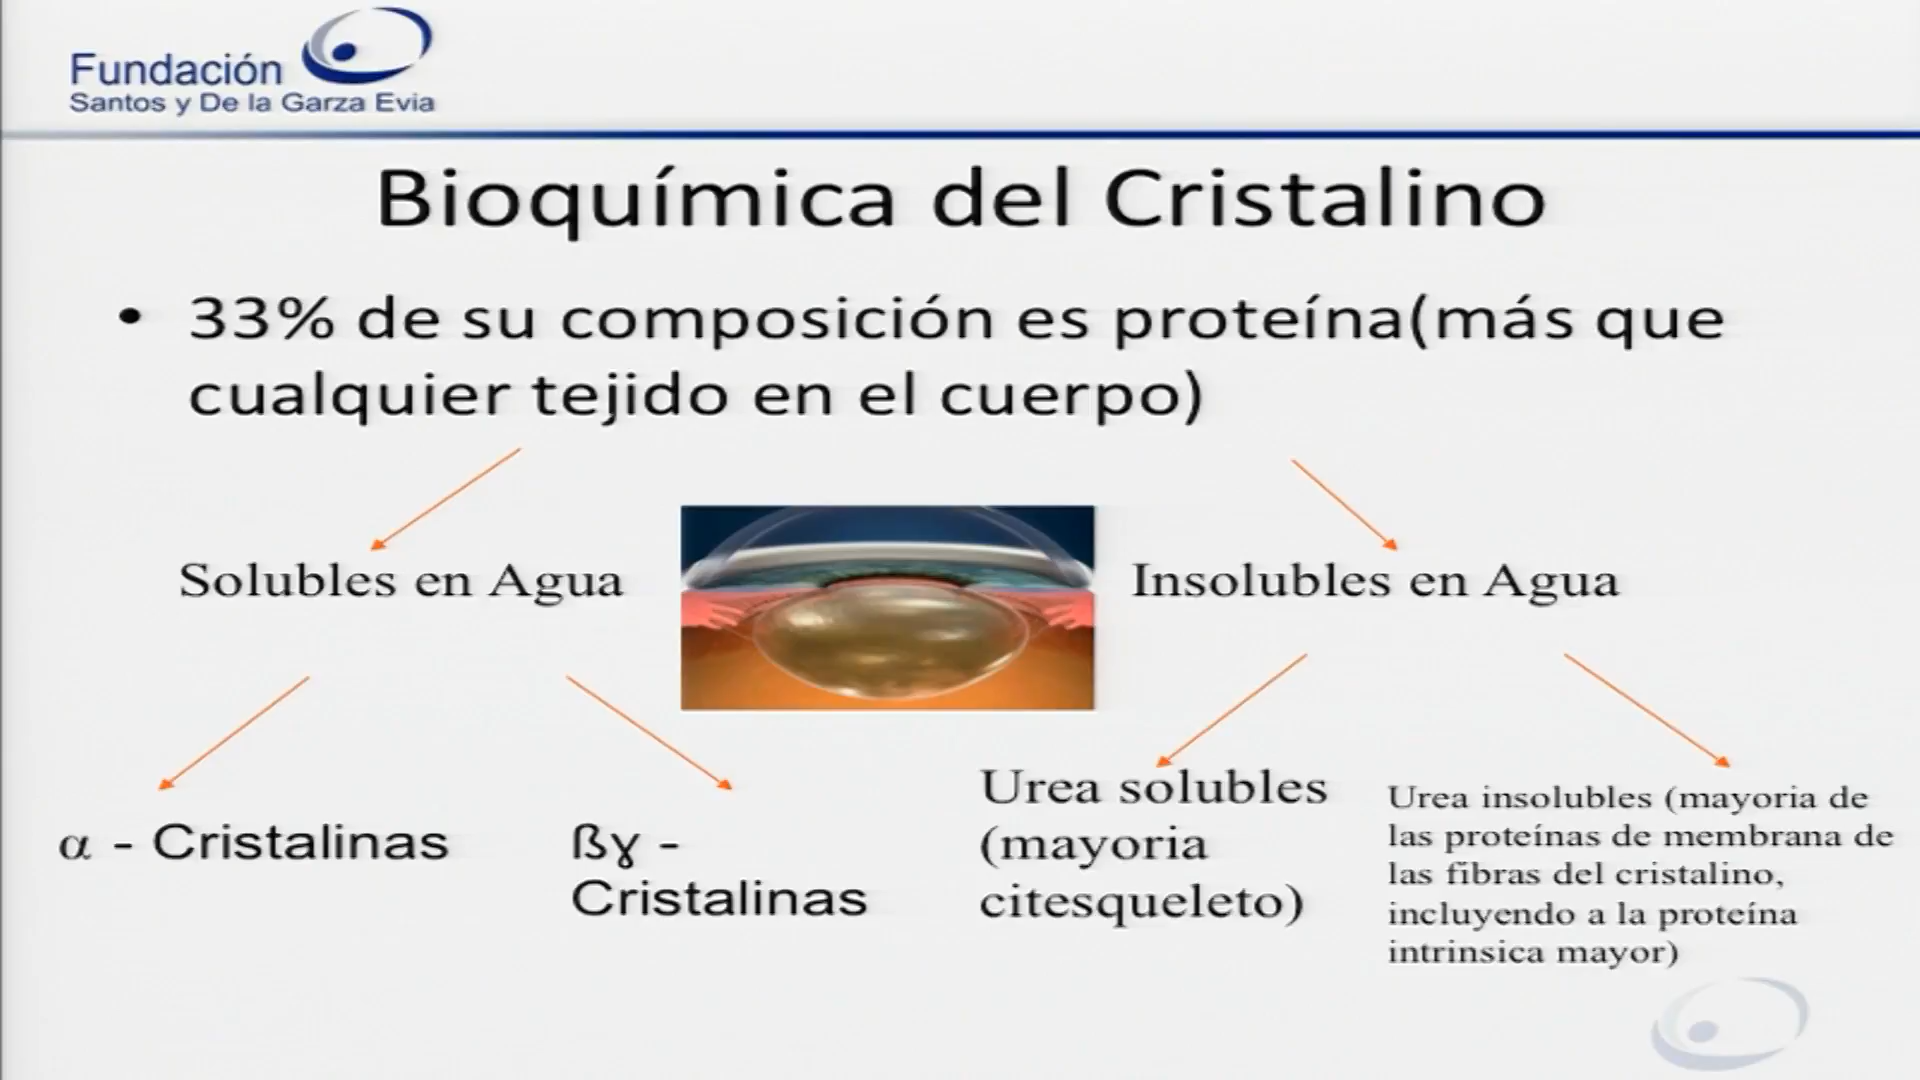 Fundación
Santos y De la Garza Evia
Bioquímica del Cristalino
• 33% de su composición es proteína(más que
cualquier tejido en el cuerpo)
Solubles en Agua
Insolubles en Agua
α - Cristalinas
ßɣ -
Cristalinas
Urea solubles
(mayoria
citesqueleto)
Urea insolubles (mayoria de
las proteínas de membrana de
las fibras del cristalino,
incluyendo a la proteína
intrinsica mayor)